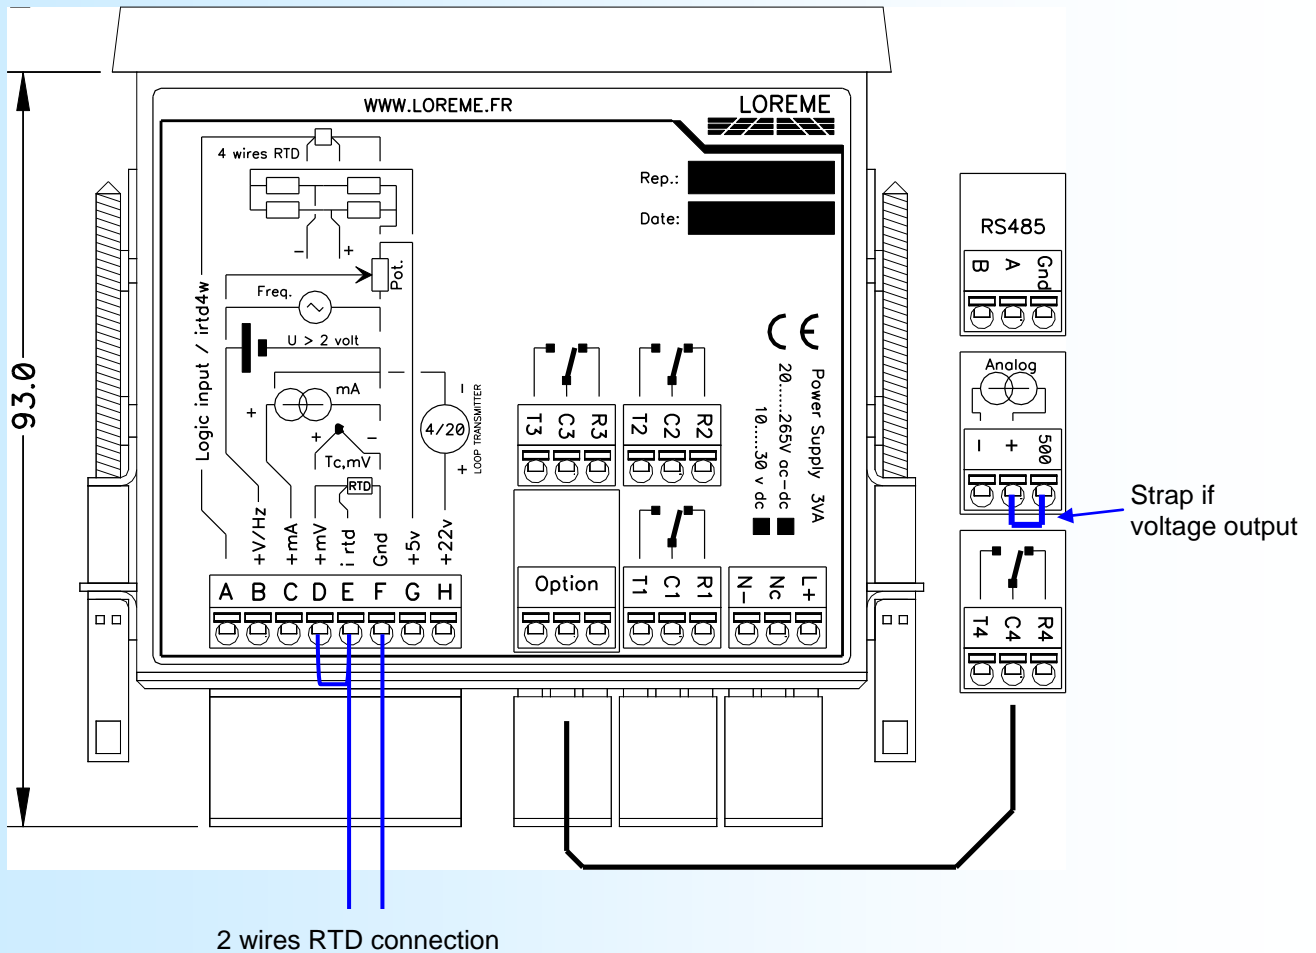 WWW.LOREME.FR
LOREME
4 wires RTD
Rep.:
Date:
- +
Pot.
Logic input / irtd4w
Freq.
U > 2 volt
mA
+
-
4/20
+
LOOP TRANSMITTER
+ -
Tc,mV
RTD
+V/Hz
+mA
+mV
i rtd
Gnd
+5v
+22v
A B C D E F G H
T3 C3 R3
T2 C2 R2
Option
T1 C1 R1
N- Nc L+
CE
Power Supply 3VA
20......265V ac-dc
10.....30 v dc
93.0
RS485
B A Gnd
Analog
- + 500
Strap if
voltage output
T4 C4 R4
2 wires RTD connection